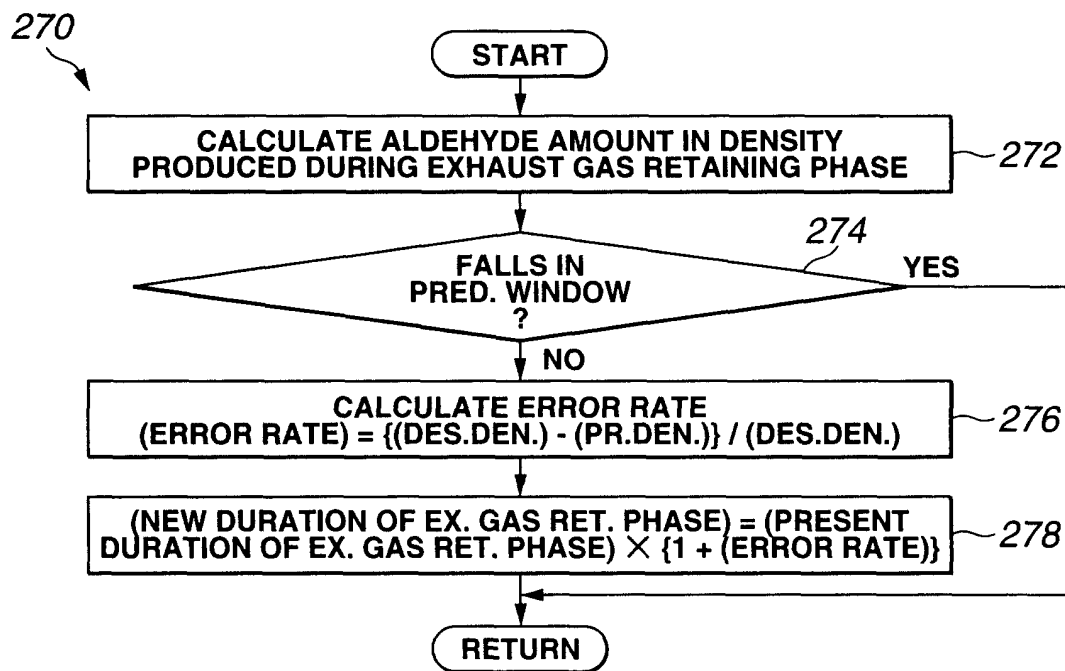 270
START
CALCULATE ALDEHYDE AMOUNT IN DENSITY
PRODUCED DURING EXHAUST GAS RETAINING PHASE
272
274
FALLS IN
PRED. WINDOW
?
YES
NO
CALCULATE ERROR RATE
(ERROR RATE) = {(DES.DEN.) - (PR.DEN.)} / (DES.DEN.)
276
(NEW DURATION OF EX. GAS RET. PHASE) = (PRESENT
DURATION OF EX. GAS RET. PHASE) × {1 + (ERROR RATE)}
278
RETURN